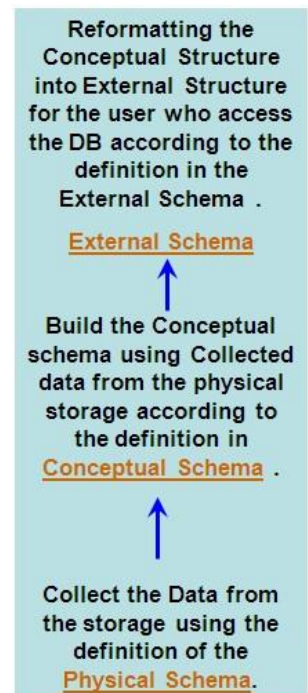 Reformatting the
Conceptual Structure
into External Structure
for the user who access
the DB according to the
definition in the
External Schema .
External Schema
Build the Conceptual
schema using Collected
data from the physical
storage according to
the definition in
Conceptual Schema .
Collect the Data from
the storage using the
definition of the
Physical Schema.